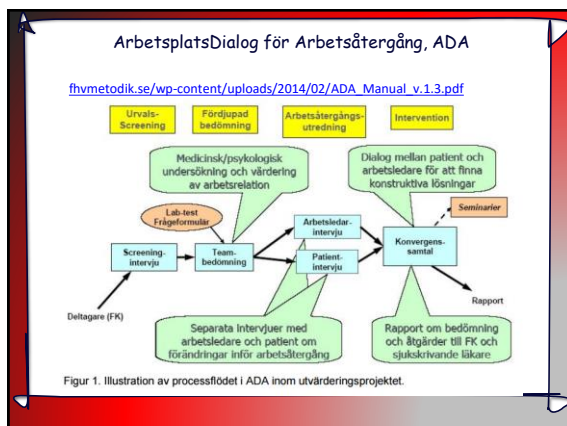 ArbetsplatsDialog för Arbetsåtergång, ADA
fhvmetodik.se/wp-content/uploads/2014/02/ADA_Manual_v.1.3.pdf
Urvals-
Screening
Fördjupad
bedömning
Arbetsåtergångs-
utredning
Intervention
Medicinsk/psykologisk
undersökning och värdering
av arbetsrelation
Dialog mellan patient och
arbetsledare för att finna
konstruktiva lösningar
Lab-test
Frågeformulär
Seminarier
Screening-
intervju
Team-
bedömning
Arbetsledar-
intervju
Patient-
intervju
Konvergens-
samtal
Deltagare (FK)
Rapport
Separata Intervjuer med
arbetsledare och patient om
förändringar inför arbetsåtergång
Rapport om bedömning
och åtgärder till FK och
sjukskrivande läkare
Figur 1. Illustration av processflödet i ADA inom utvärderingsprojektet.